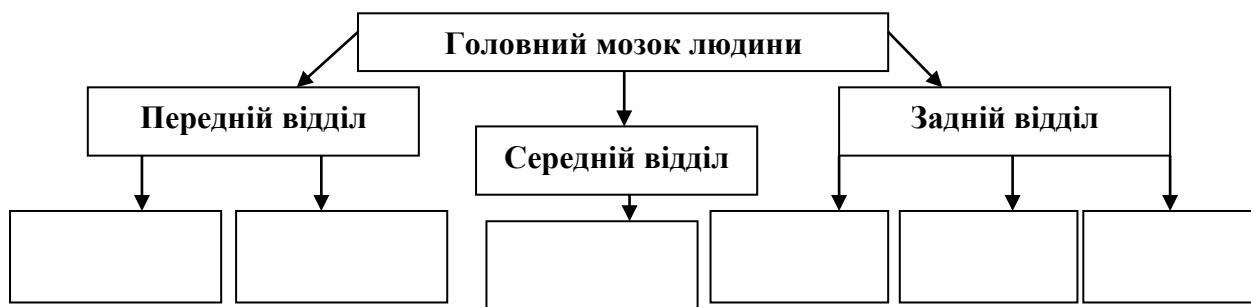 Головний мозок людини
Передній відділ
Середній відділ
Задній відділ